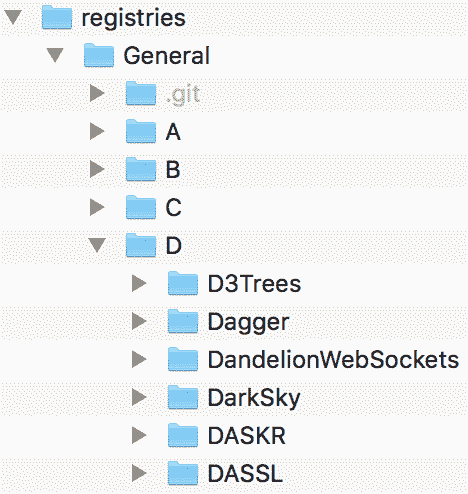 registries
General
.git
A
B
C
D
D3Trees
Dagger
DandelionWebSockets
DarkSky
DASKR
DASSL